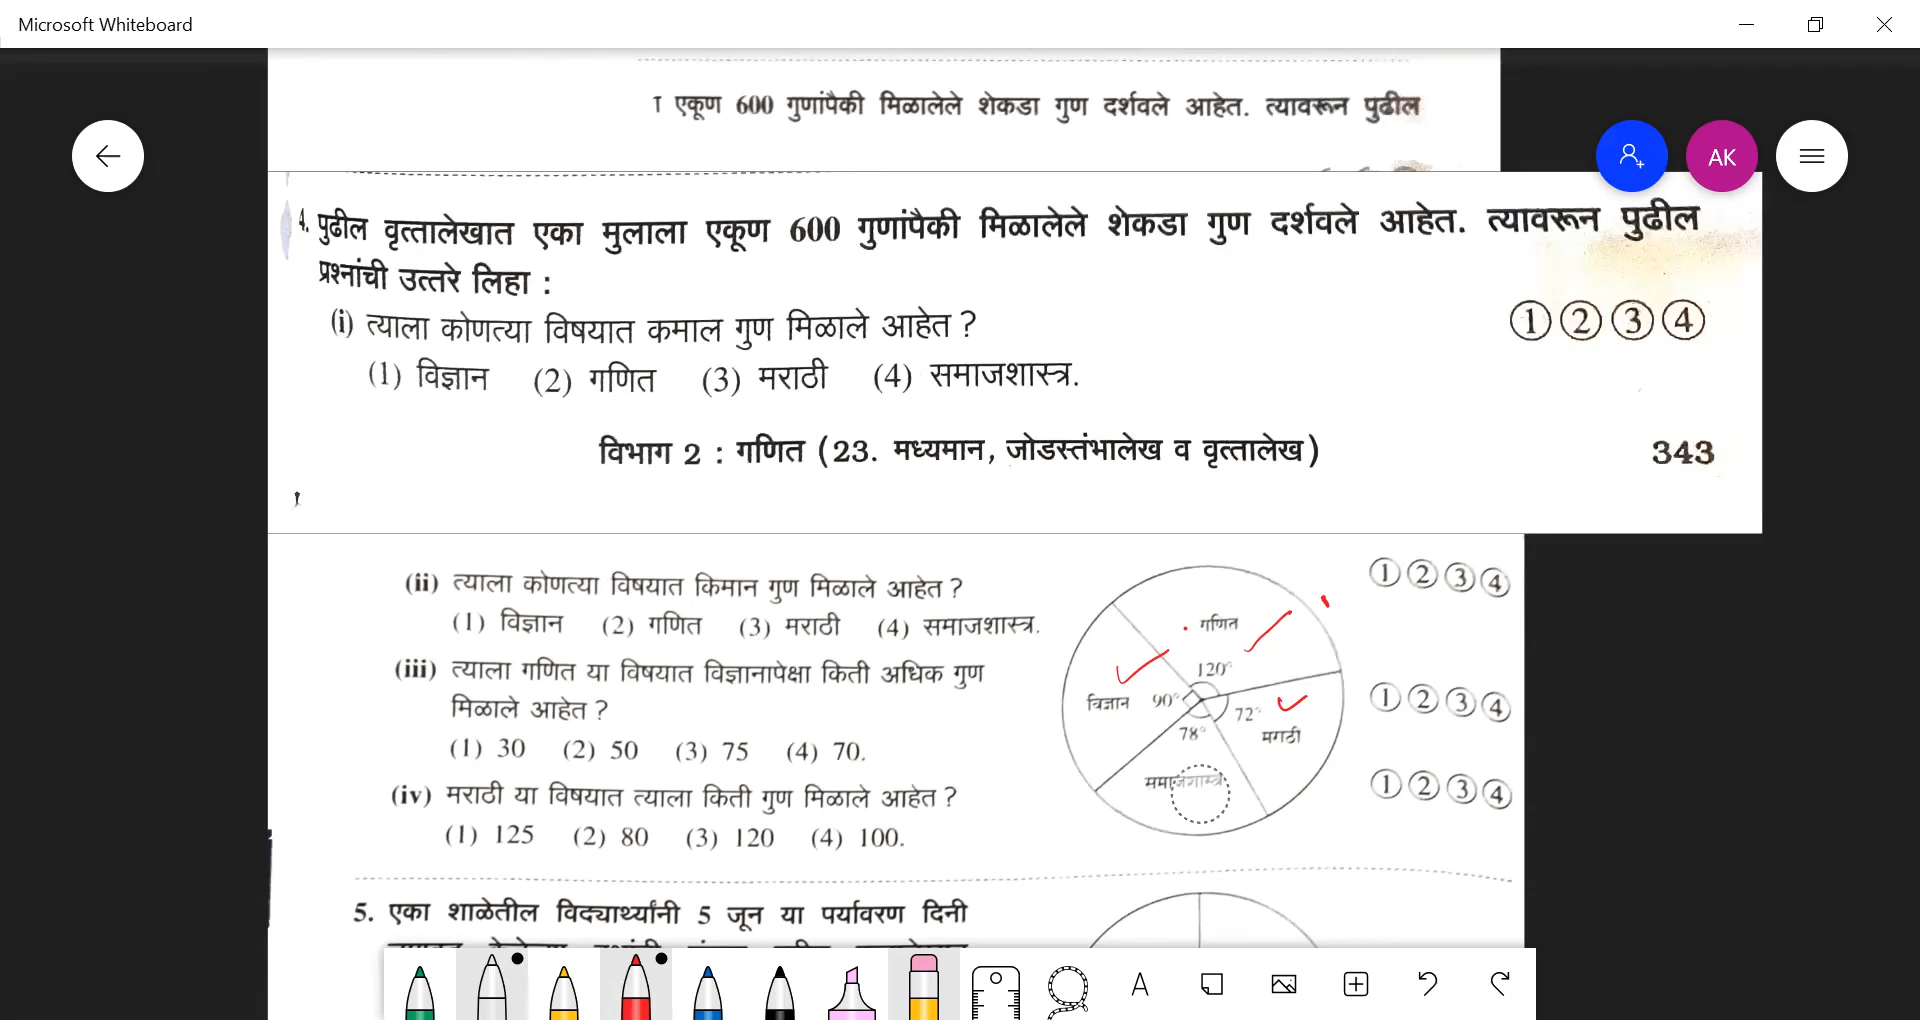 Microsoft Whiteboard
एकूण 600 गुणांपैकी मिळालेले शेकडा गुण दर्शवले आहेत. त्यावरून पुढील
AK
4. पुढील वृत्तालेखात एका मुलाला एकूण 600 गुणांपैकी मिळालेले शेकडा गुण दर्शवले आहेत. त्यावरून पुढील
प्रश्नांची उत्तरे लिहा :
(i) त्याला कोणत्या विषयात कमाल गुण मिळाले आहेत ? ① ② ③ ④
(1) विज्ञान (2) गणित (3) मराठी (4) समाजशास्त्र.
विभाग 2 : गणित (23. मध्यमान, जोडस्तंभालेख व वृत्तालेख) 343
(ii) त्याला कोणत्या विषयात किमान गुण मिळाले आहेत ? ① ② ③ ④
(1) विज्ञान (2) गणित (3) मराठी (4) समाजशास्त्र.
(iii) त्याला गणित या विषयात विज्ञानापेक्षा किती अधिक गुण
मिळाले आहेत ? ① ② ③ ④
(1) 30 (2) 50 (3) 75 (4) 70.
(iv) मराठी या विषयात त्याला किती गुण मिळाले आहेत ? ① ② ③ ④
(1) 125 (2) 80 (3) 120 (4) 100.
गणित
120°
विज्ञान 90°
72°
78°
मराठी
समाजशास्त्र
5. एका शाळेतील विद्यार्थ्यांनी 5 जून या पर्यावरण दिनी